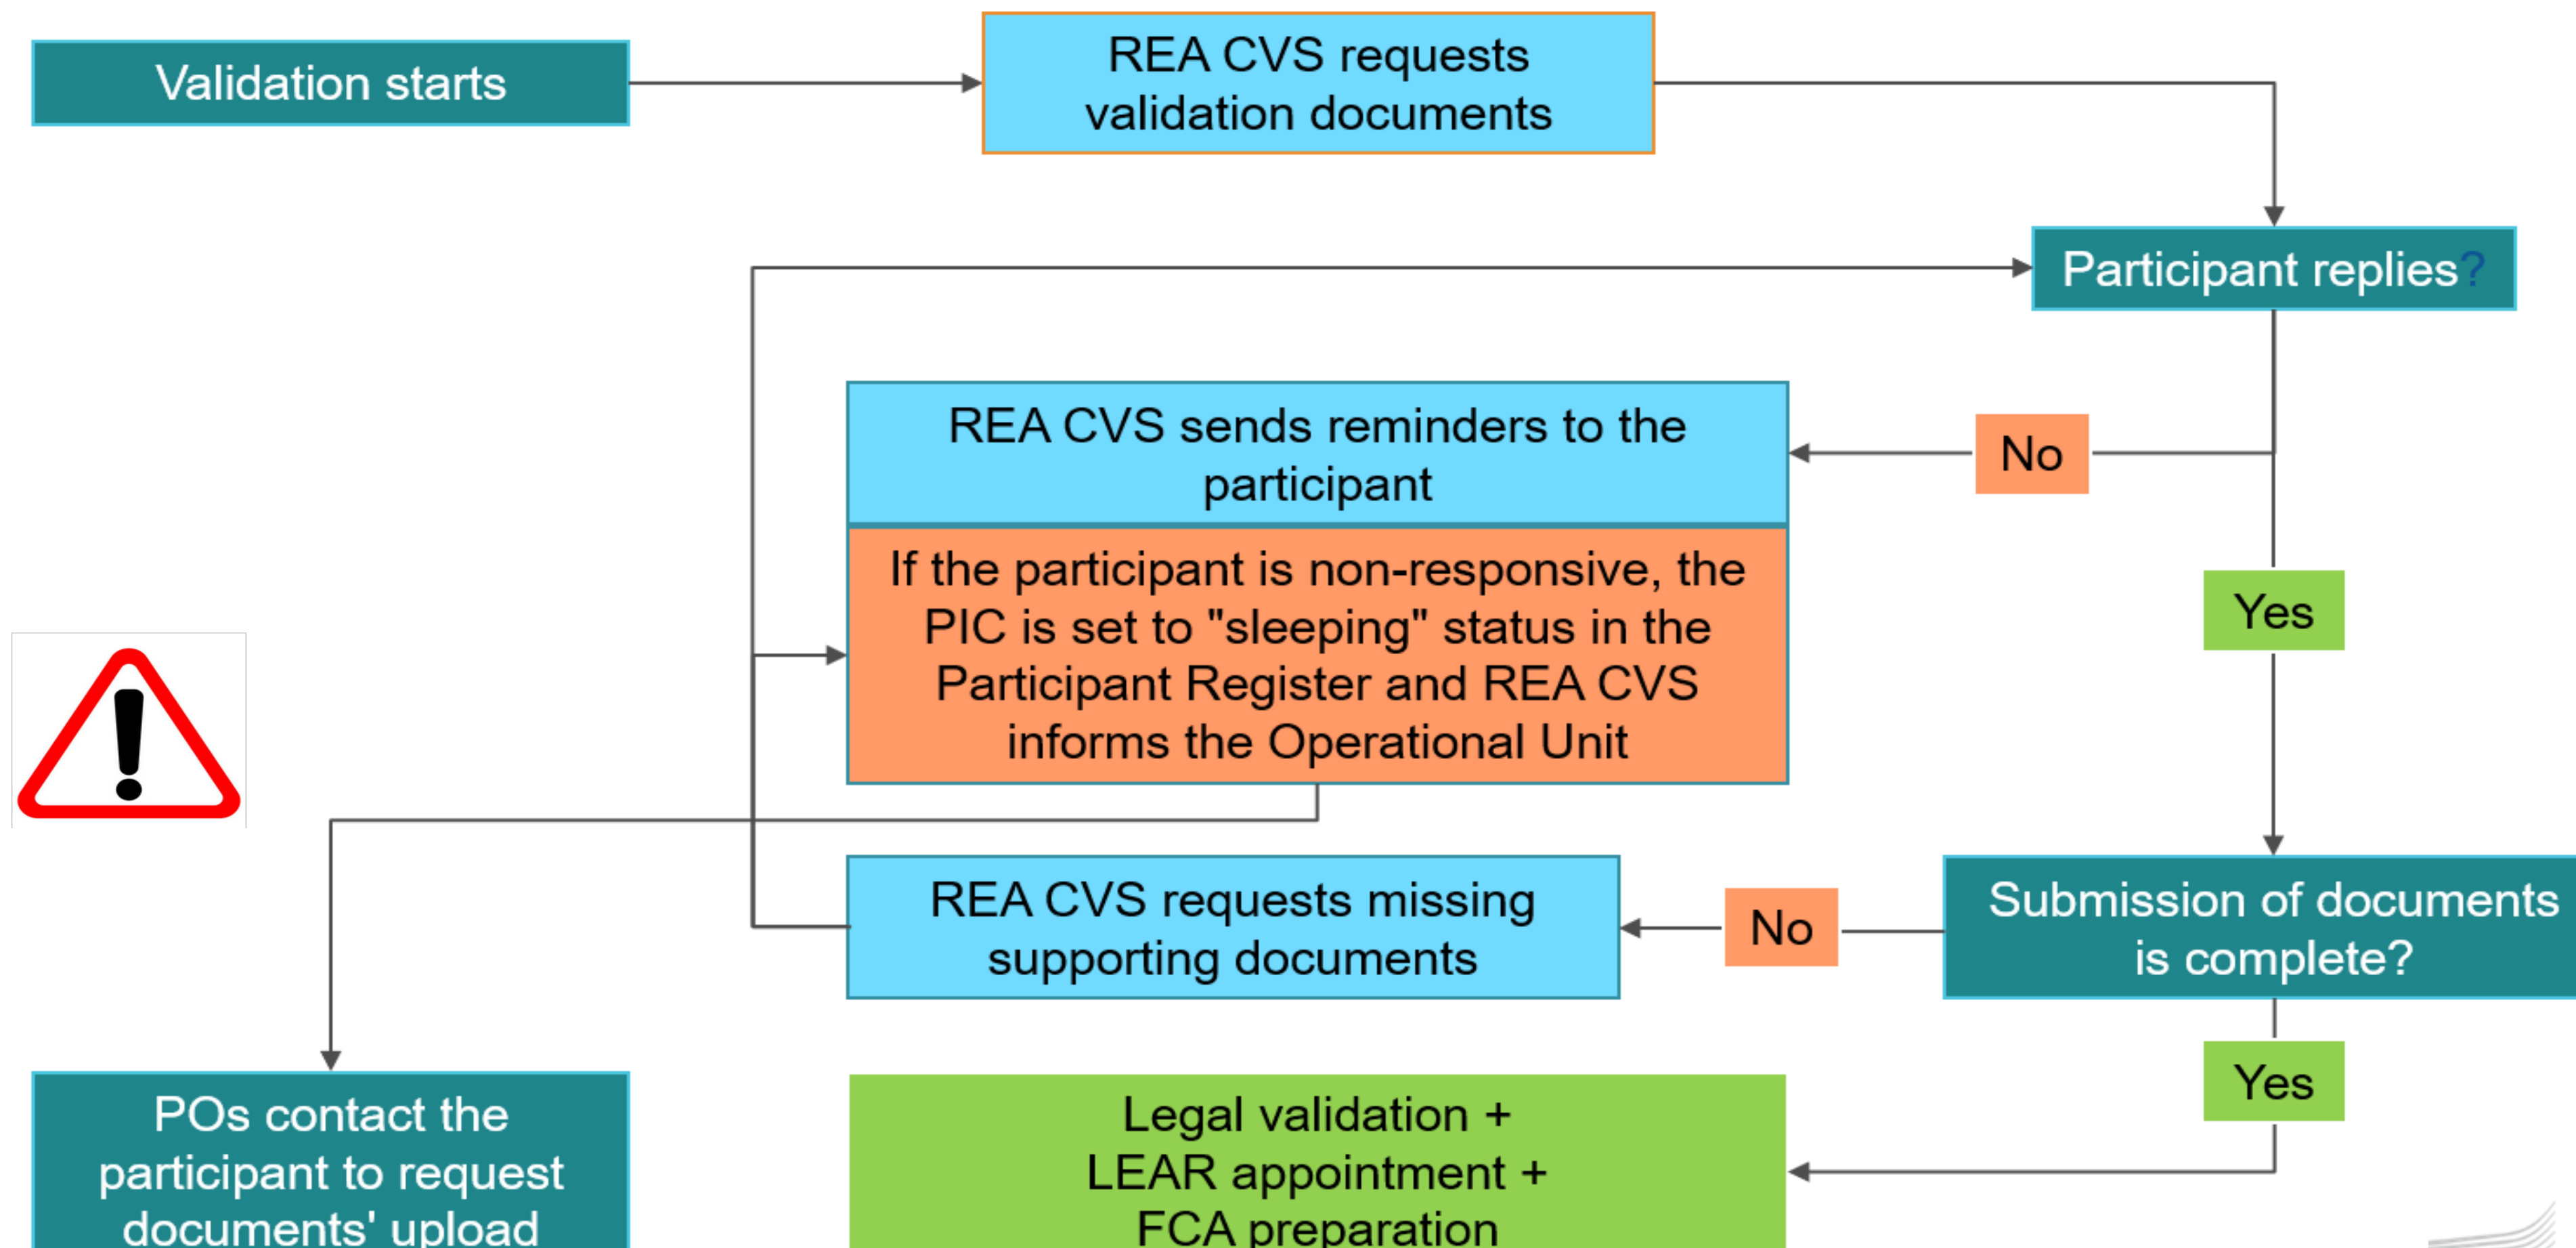 Validation starts
REA CVS requests
validation documents
Participant replies?
REA CVS sends reminders to the
participant
No
If the participant is non-responsive, the
PIC is set to "sleeping" status in the
Participant Register and REA CVS
informs the Operational Unit
Yes
REA CVS requests missing
supporting documents
No
Submission of documents
is complete?
Yes
POs contact the
participant to request
documents' upload
Legal validation +
LEAR appointment +
FCA preparation